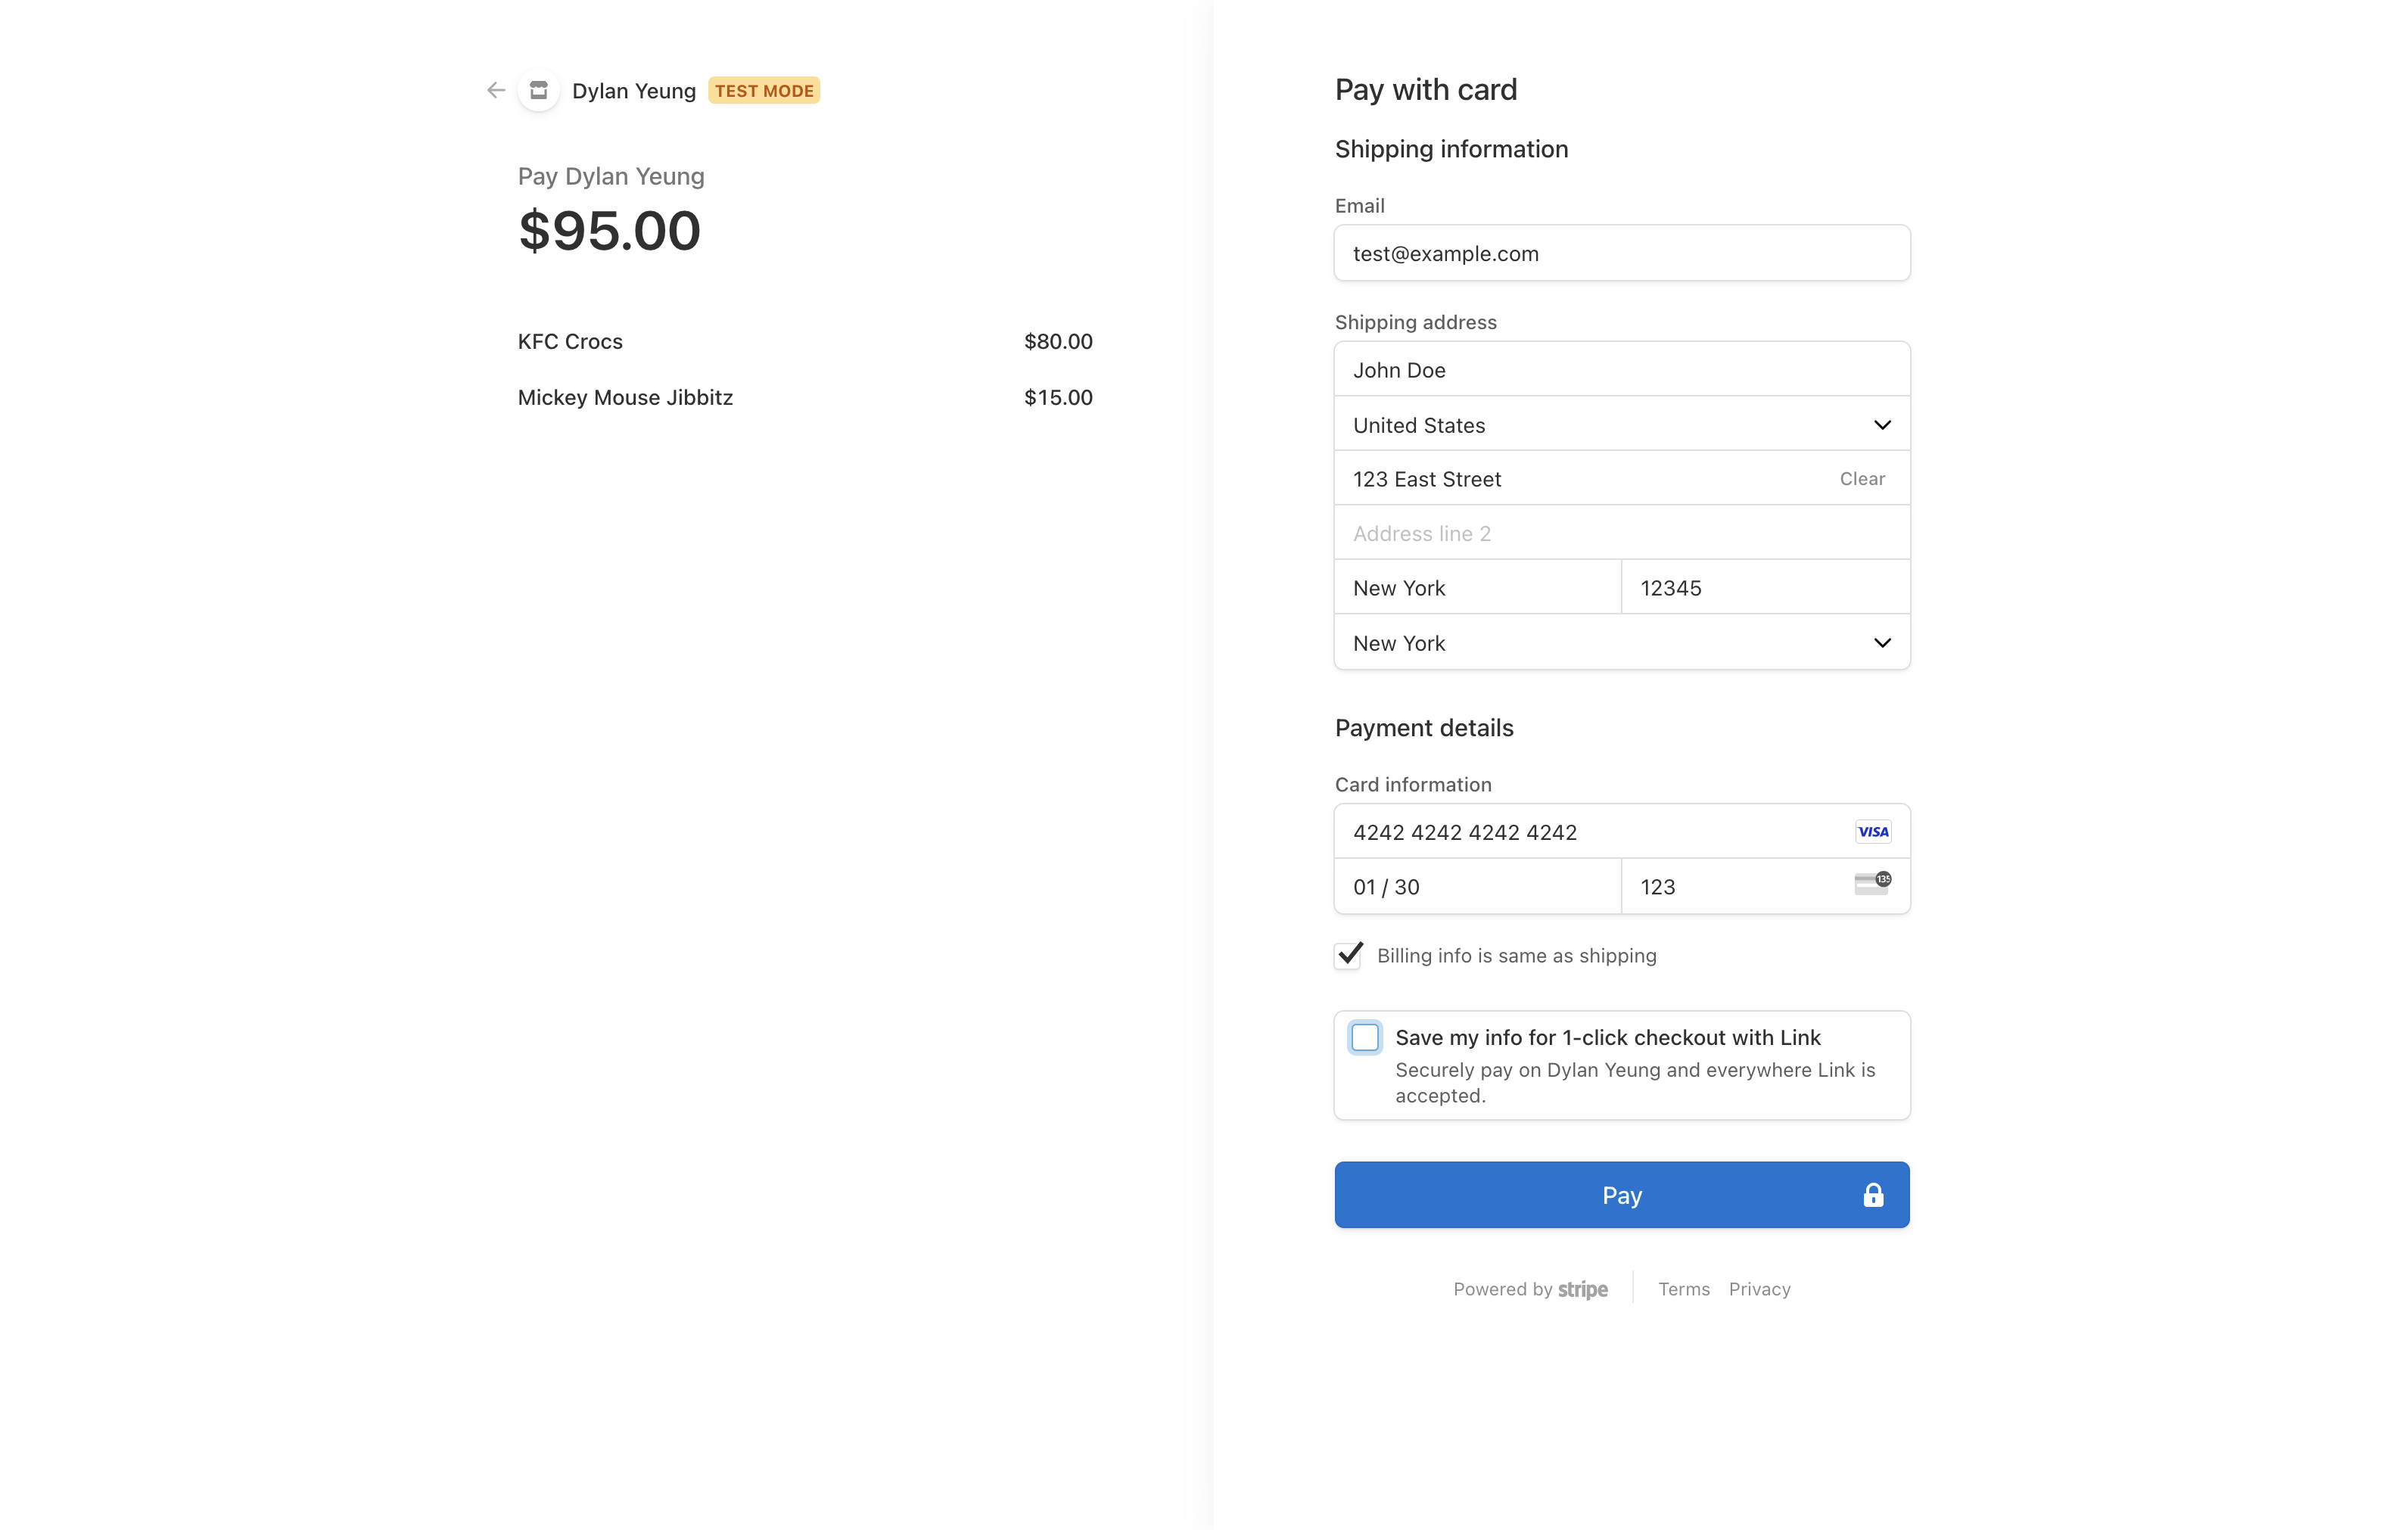 Dylan Yeung TEST MODE
Pay Dylan Yeung
$95.00
KFC Crocs $80.00
Mickey Mouse Jibbitz $15.00
Pay with card
Shipping information
Email
test@example.com
Shipping address
John Doe
United States
123 East Street Clear
Address line 2
New York 12345
New York
Payment details
Card information
4242 4242 4242 4242 VISA
01 / 30 123 135
Billing info is same as shipping
Save my info for 1-click checkout with Link
Securely pay on Dylan Yeung and everywhere Link is
accepted.
Pay
Powered by stripe Terms Privacy